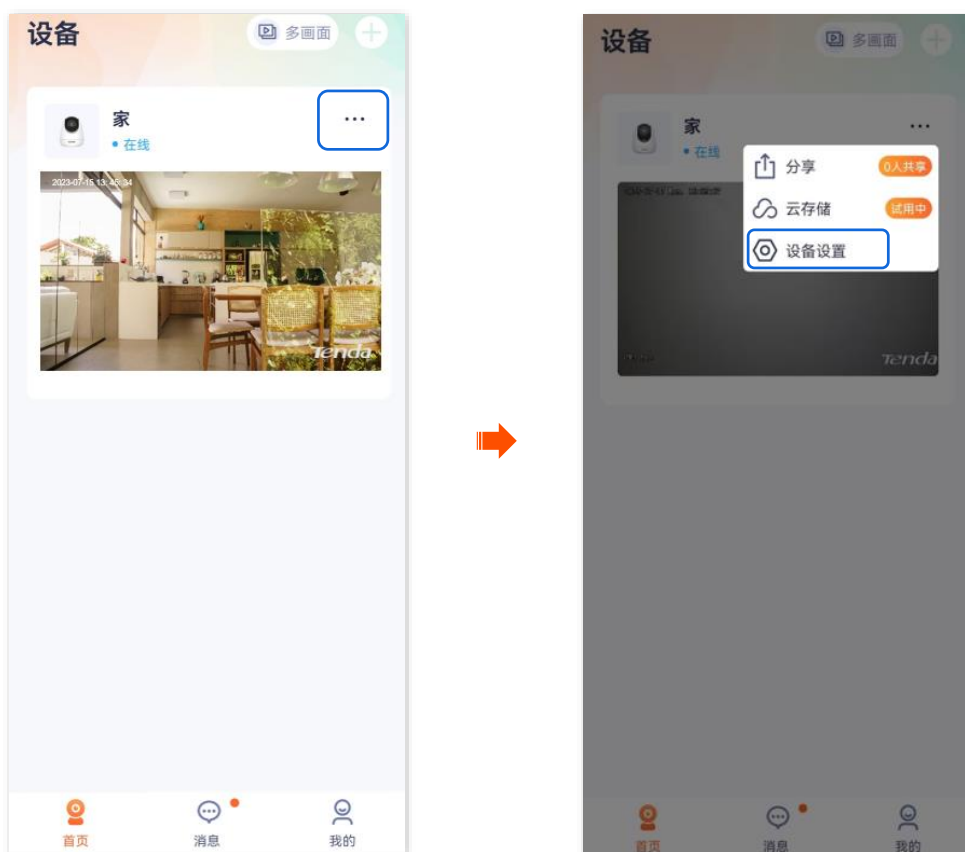 设备
多画面
家
在线
2023-07-15 13:45:34
Tenda
首页
消息
我的
设备
多画面
家
在线
分享
0人共享
云存储
试用中
设备设置
Tenda
首页
消息
我的